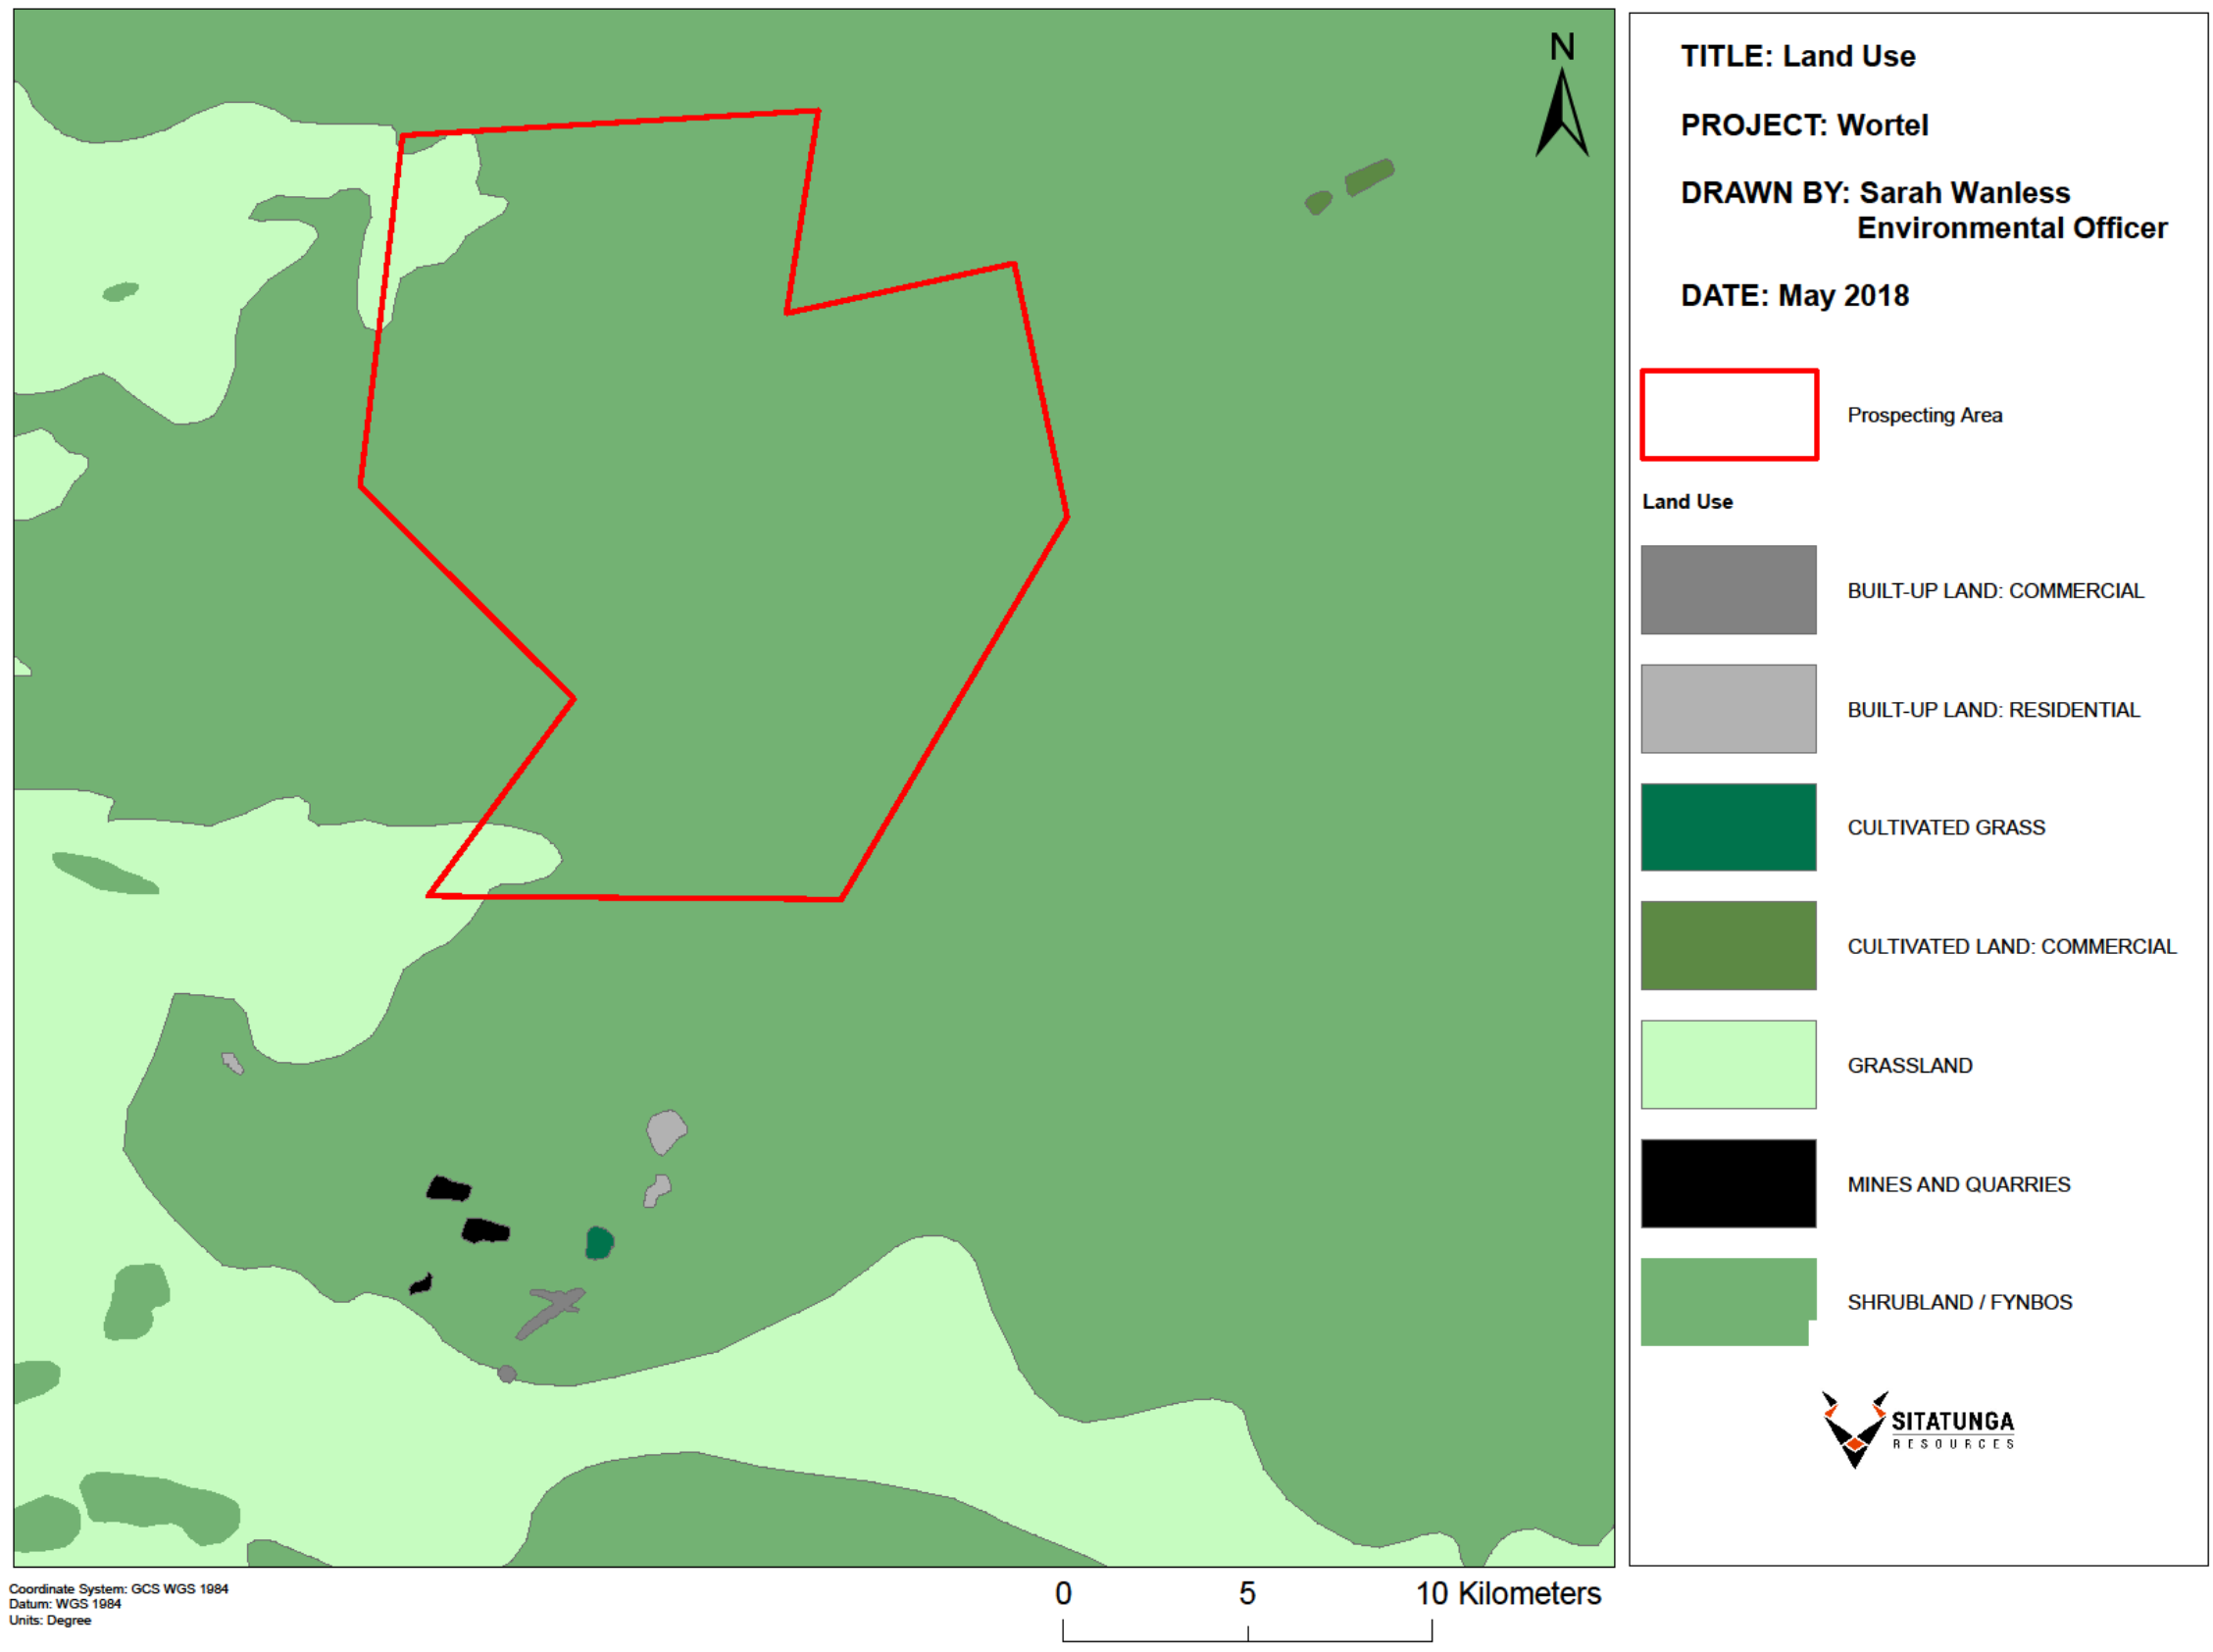 N
TITLE: Land Use
PROJECT: Wortel
DRAWN BY: Sarah Wanless
Environmental Officer
DATE: May 2018
Prospecting Area
Land Use
BUILT-UP LAND: COMMERCIAL
BUILT-UP LAND: RESIDENTIAL
CULTIVATED GRASS
CULTIVATED LAND: COMMERCIAL
GRASSLAND
MINES AND QUARRIES
SHRUBLAND / FYNBOS
SITATUNGA
RESOURCES
Coordinate System: GCS WGS 1984
Datum: WGS 1984
Units: Degree
0 5 10 Kilometers